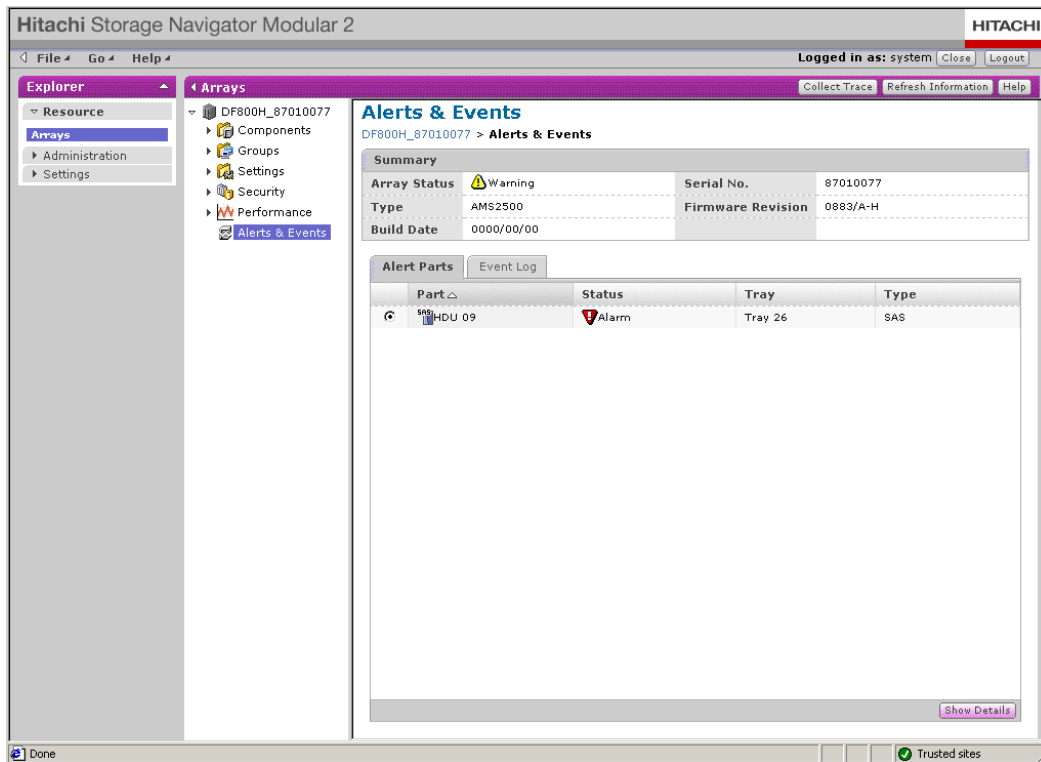 Hitachi Storage Navigator Modular 2
HITACHI
File Go Help
Logged in as: system Close Logout
Explorer
Arrays
Collect Trace Refresh Information Help
Resource
Arrays
Administration
Settings
DF800H_87010077
Components
Groups
Settings
Security
Performance
Alerts & Events
Alerts & Events
DF800H_87010077 > Alerts & Events
Summary
Array Status Warning Serial No. 87010077
Type AMS2500 Firmware Revision 0883/A-H
Build Date 0000/00/00
Alert Parts Event Log
Part Status Tray Type
SAS HDU 09 Alarm Tray 26 SAS
Show Details
Done
Trusted sites